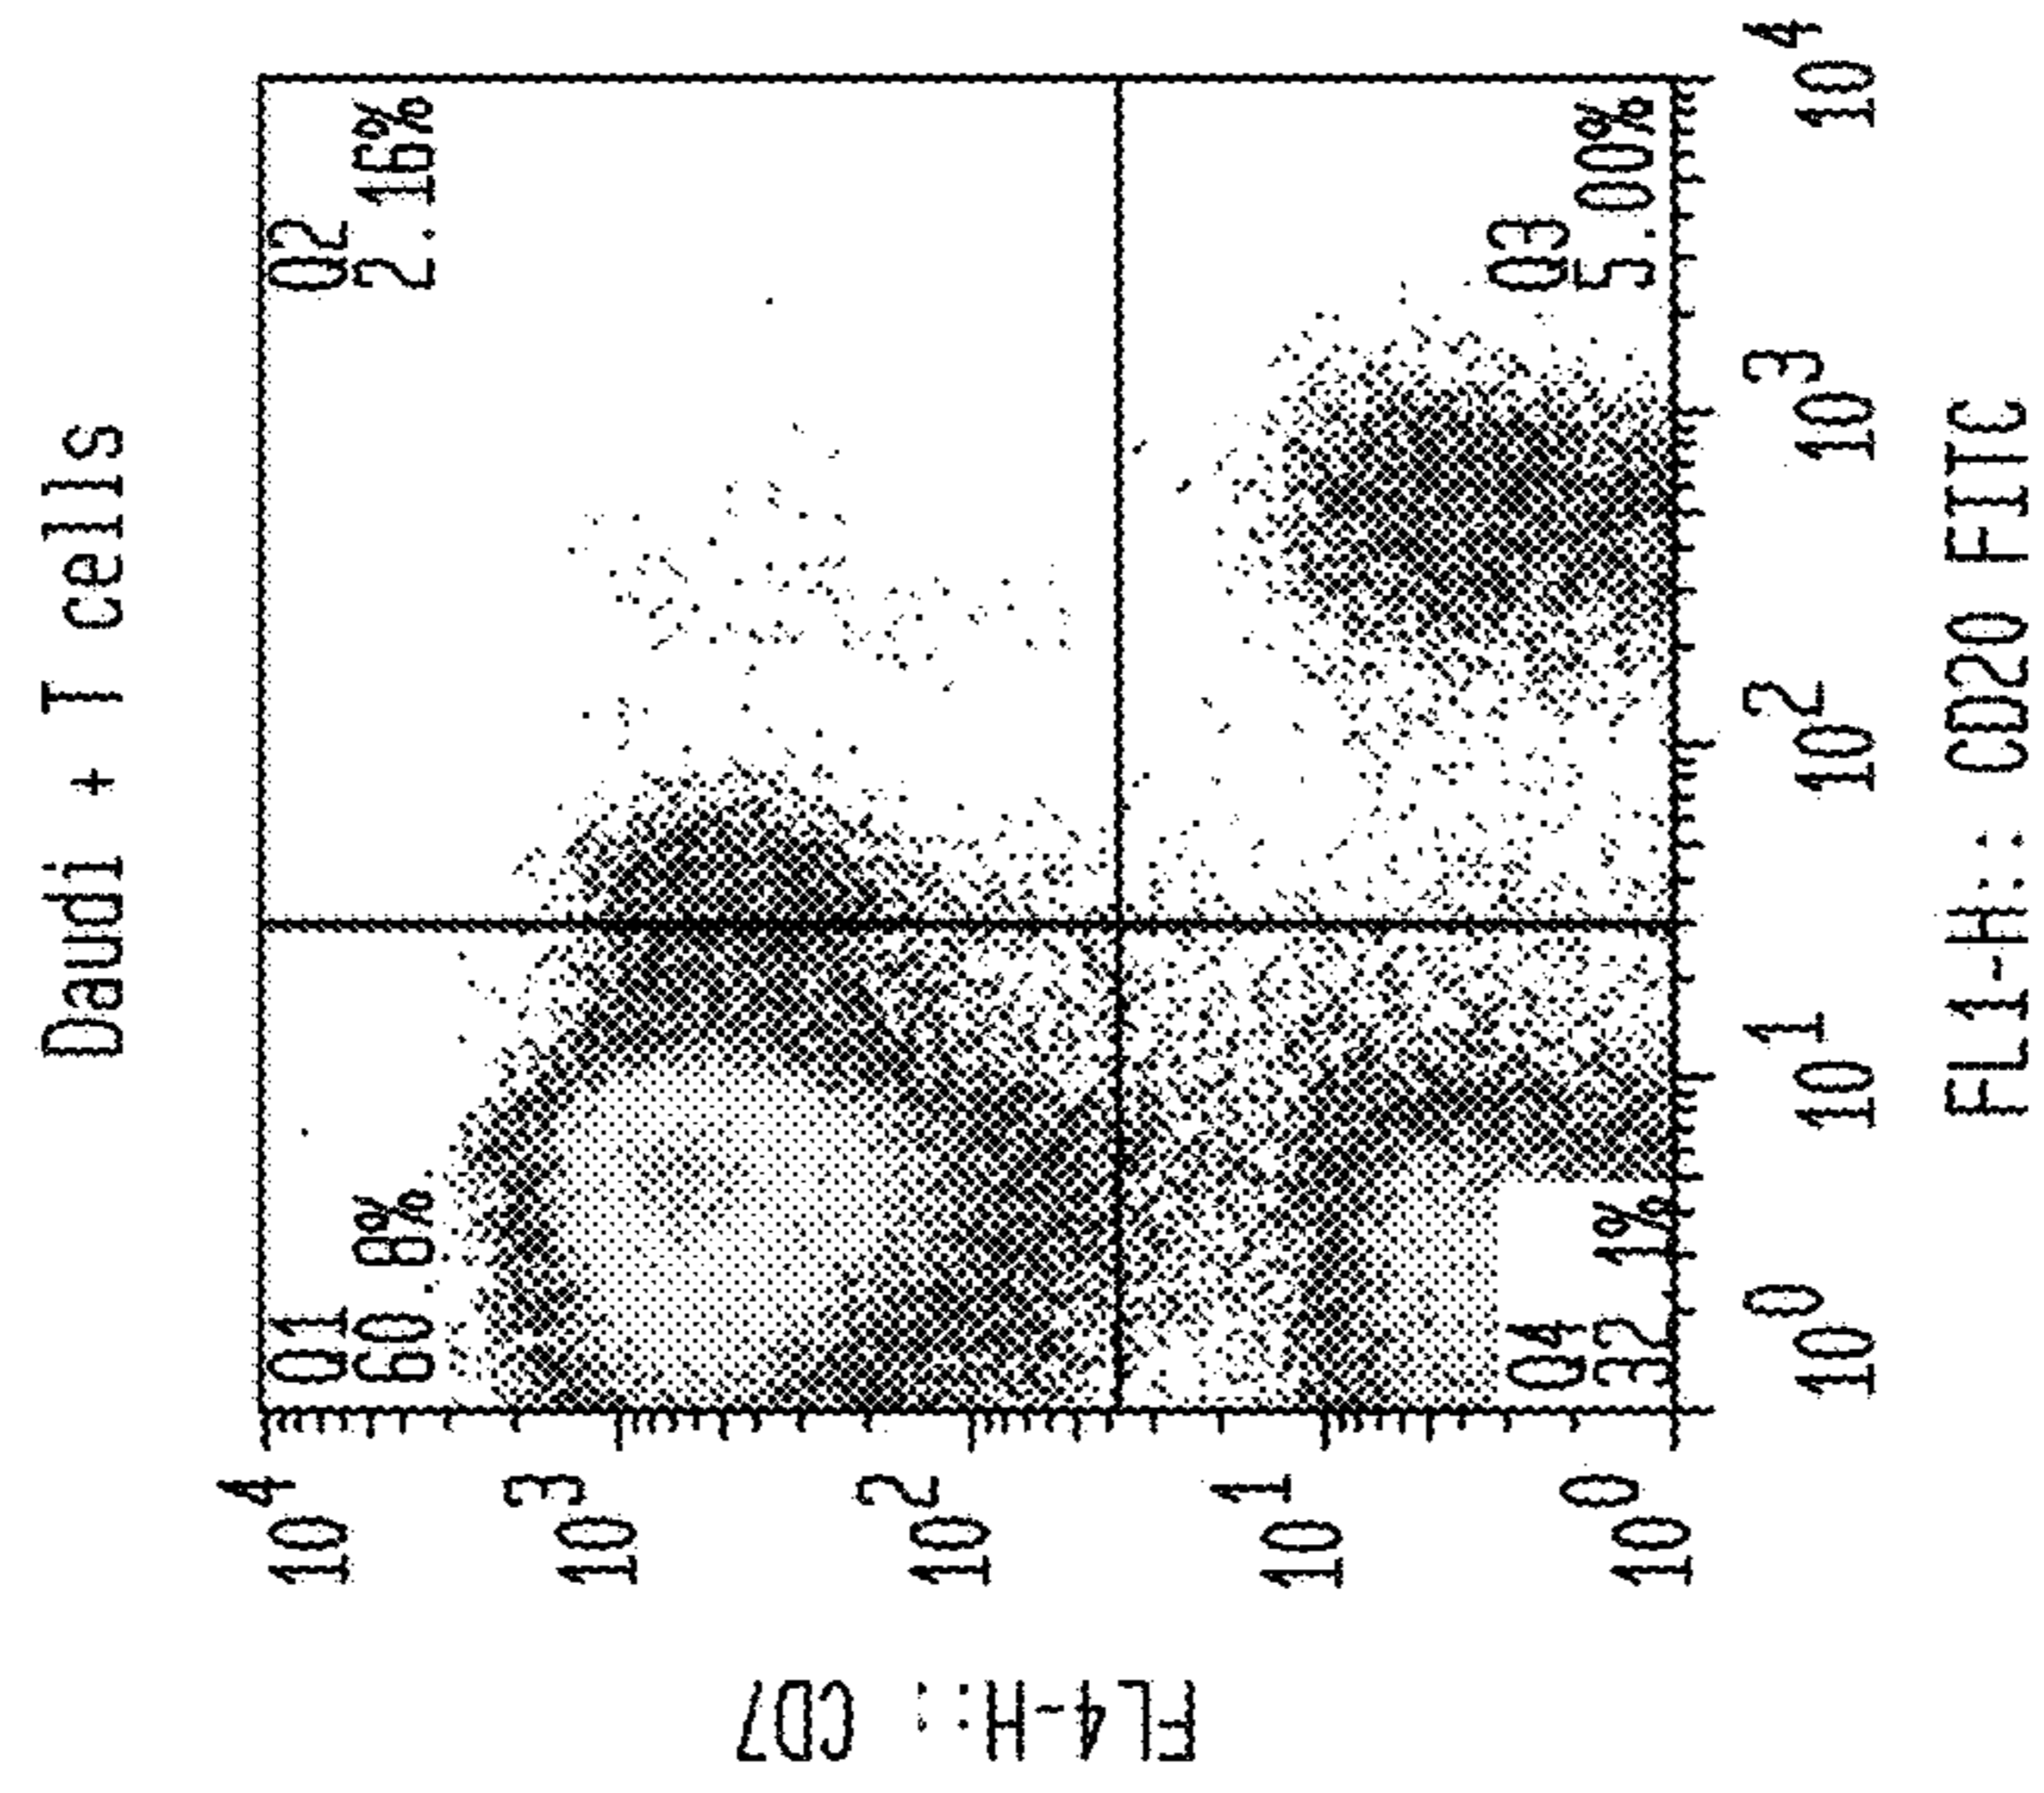 Daudi + T cells
Q1
60.8%
Q2
2.16%
Q3
5.00%
Q4
32.1%
10^4
10^3
10^2
10^1
10^0
FL4-H:: CD7
10^0
10^1
10^2
10^3
10^4
FL1-H:: CD20 FITC